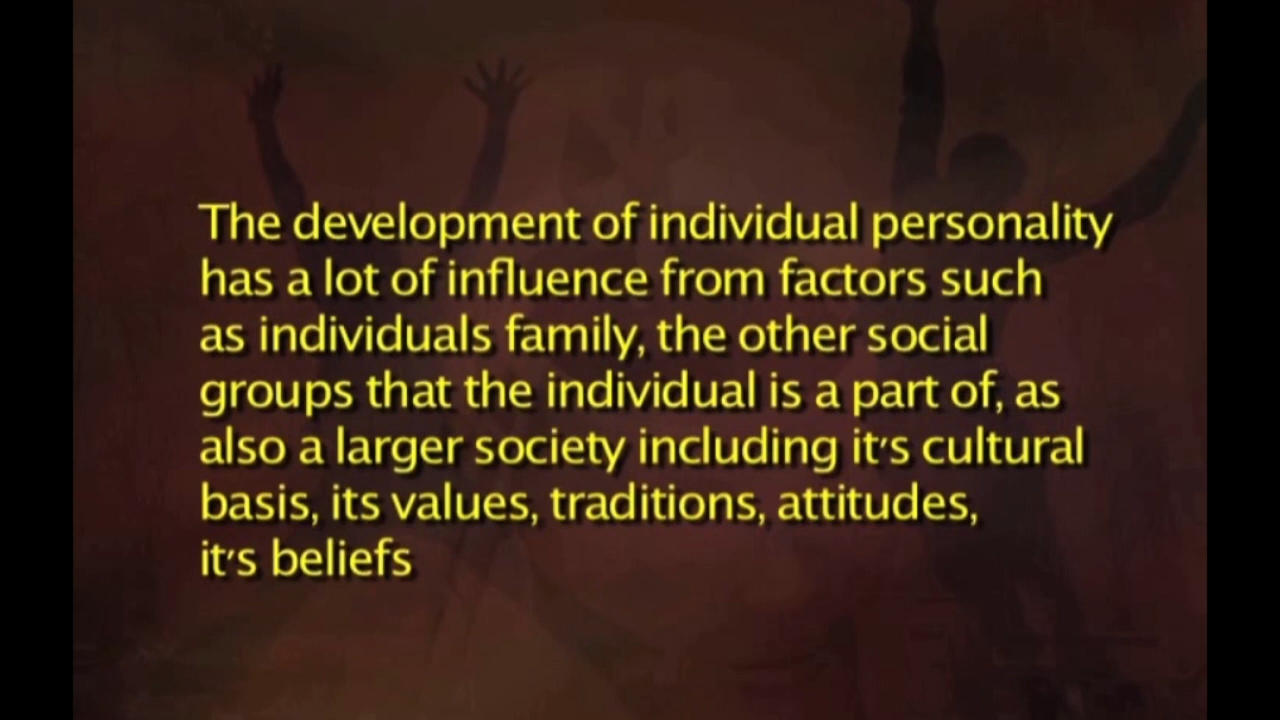 The development of individual personality
has a lot of influence from factors such
as individuals family, the other social
groups that the individual is a part of, as
also a larger society including it's cultural
basis, its values, traditions, attitudes,
it's beliefs